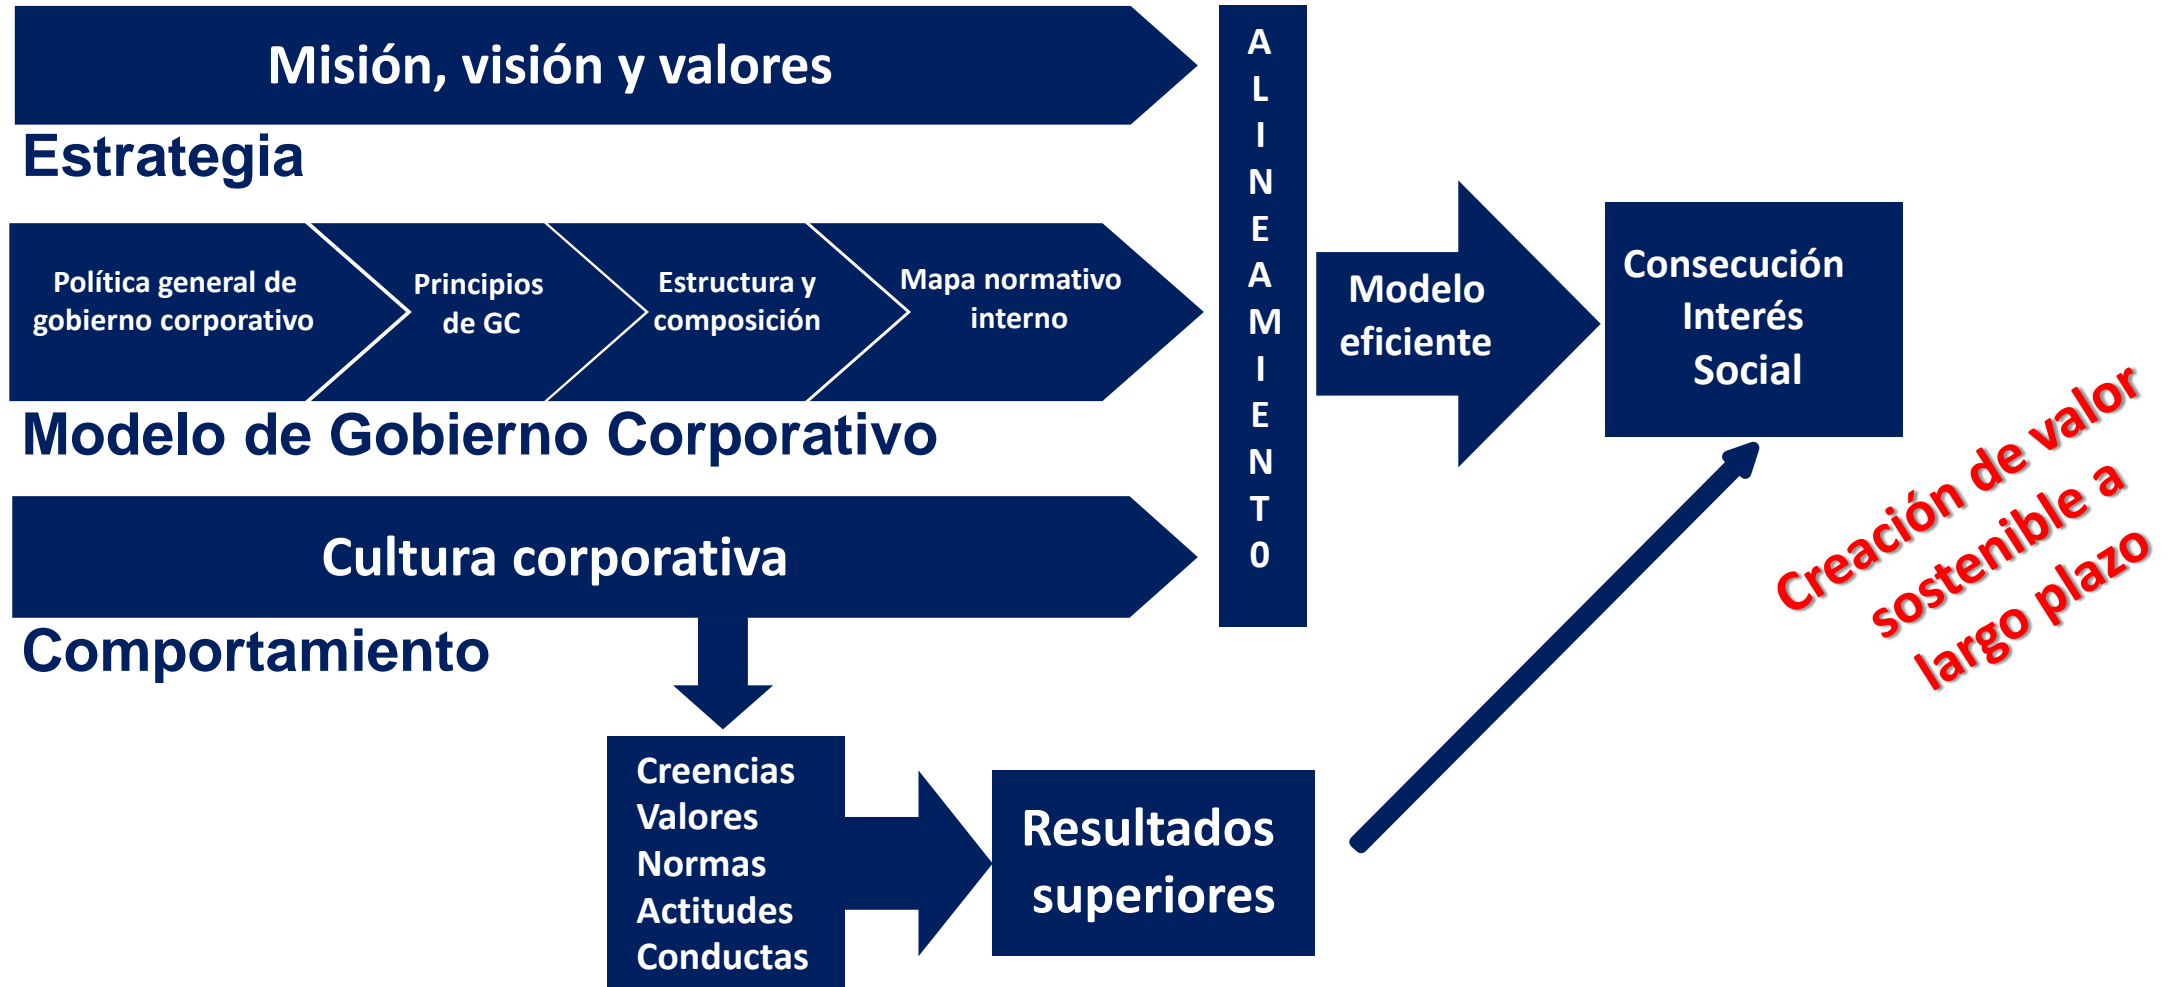 Misión, visión y valores
Estrategia
Política general de
gobierno corporativo
Principios
de GC
Estructura y
composición
Mapa normativo
interno
Modelo de Gobierno Corporativo
Cultura corporativa
Comportamiento
A
L
I
N
E
A
M
I
E
N
T
0
Modelo
eficiente
Consecución
Interés
Social
Creación de valor
sostenible a
largo plazo
Creencias
Valores
Normas
Actitudes
Conductas
Resultados
superiores